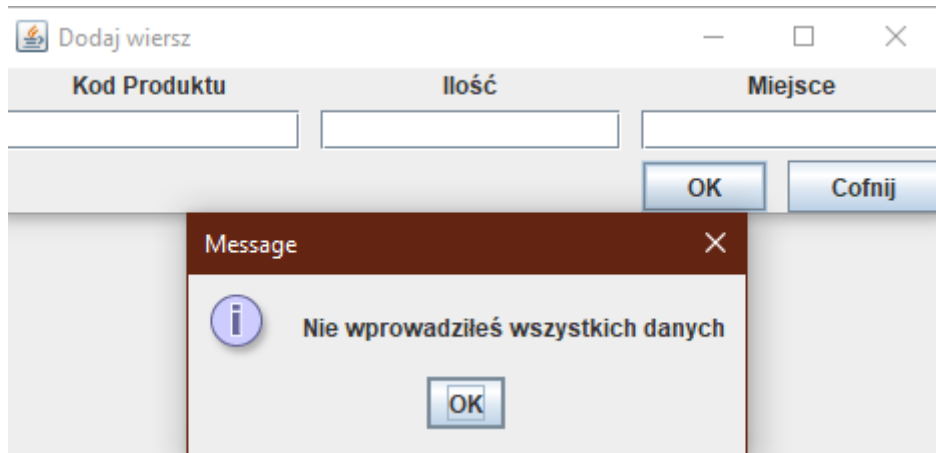 Dodaj wiersz
Kod Produktu Ilość Miejsce
OK Cofnij
Message
Nie wprowadziłeś wszystkich danych
OK